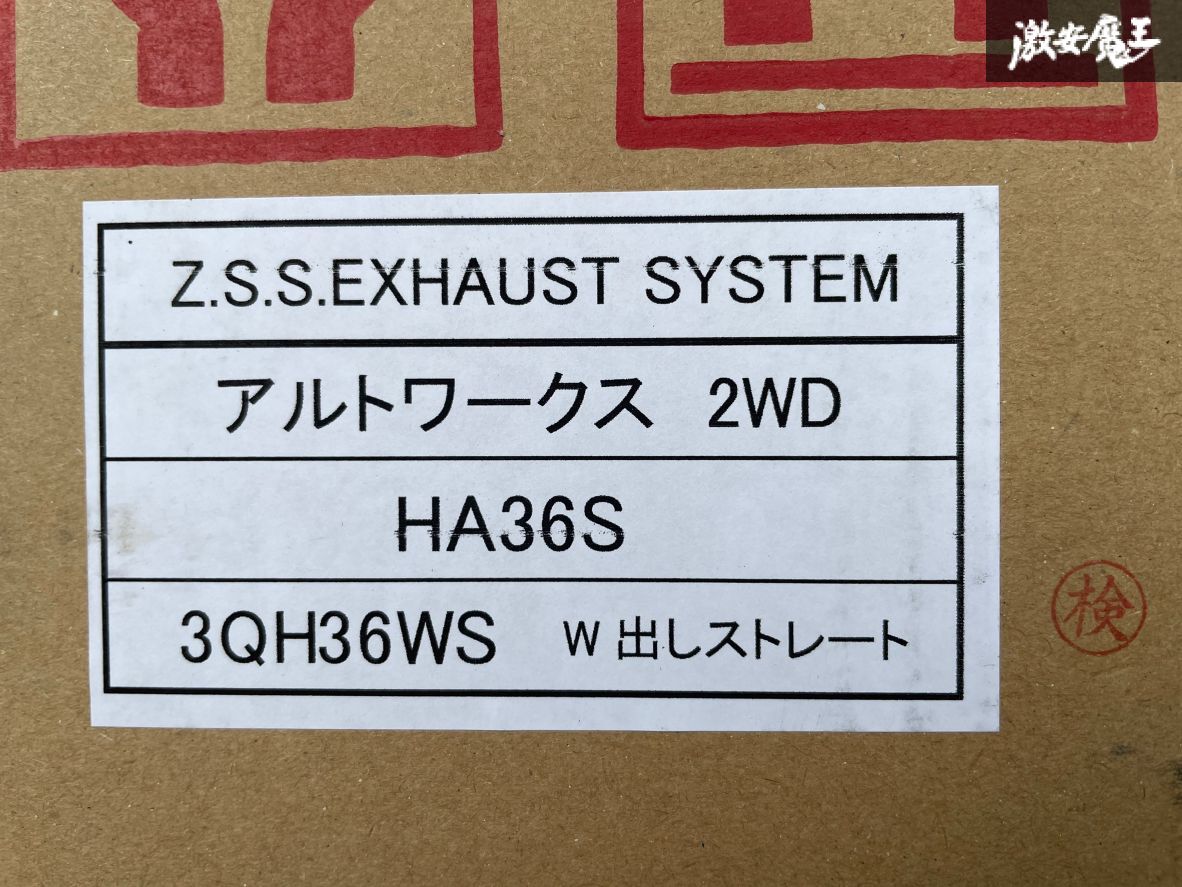 激安魔王
Z.S.S.EXHAUST SYSTEM
アルトワークス 2WD
HA36S
3QH36WS W出しストレート
検